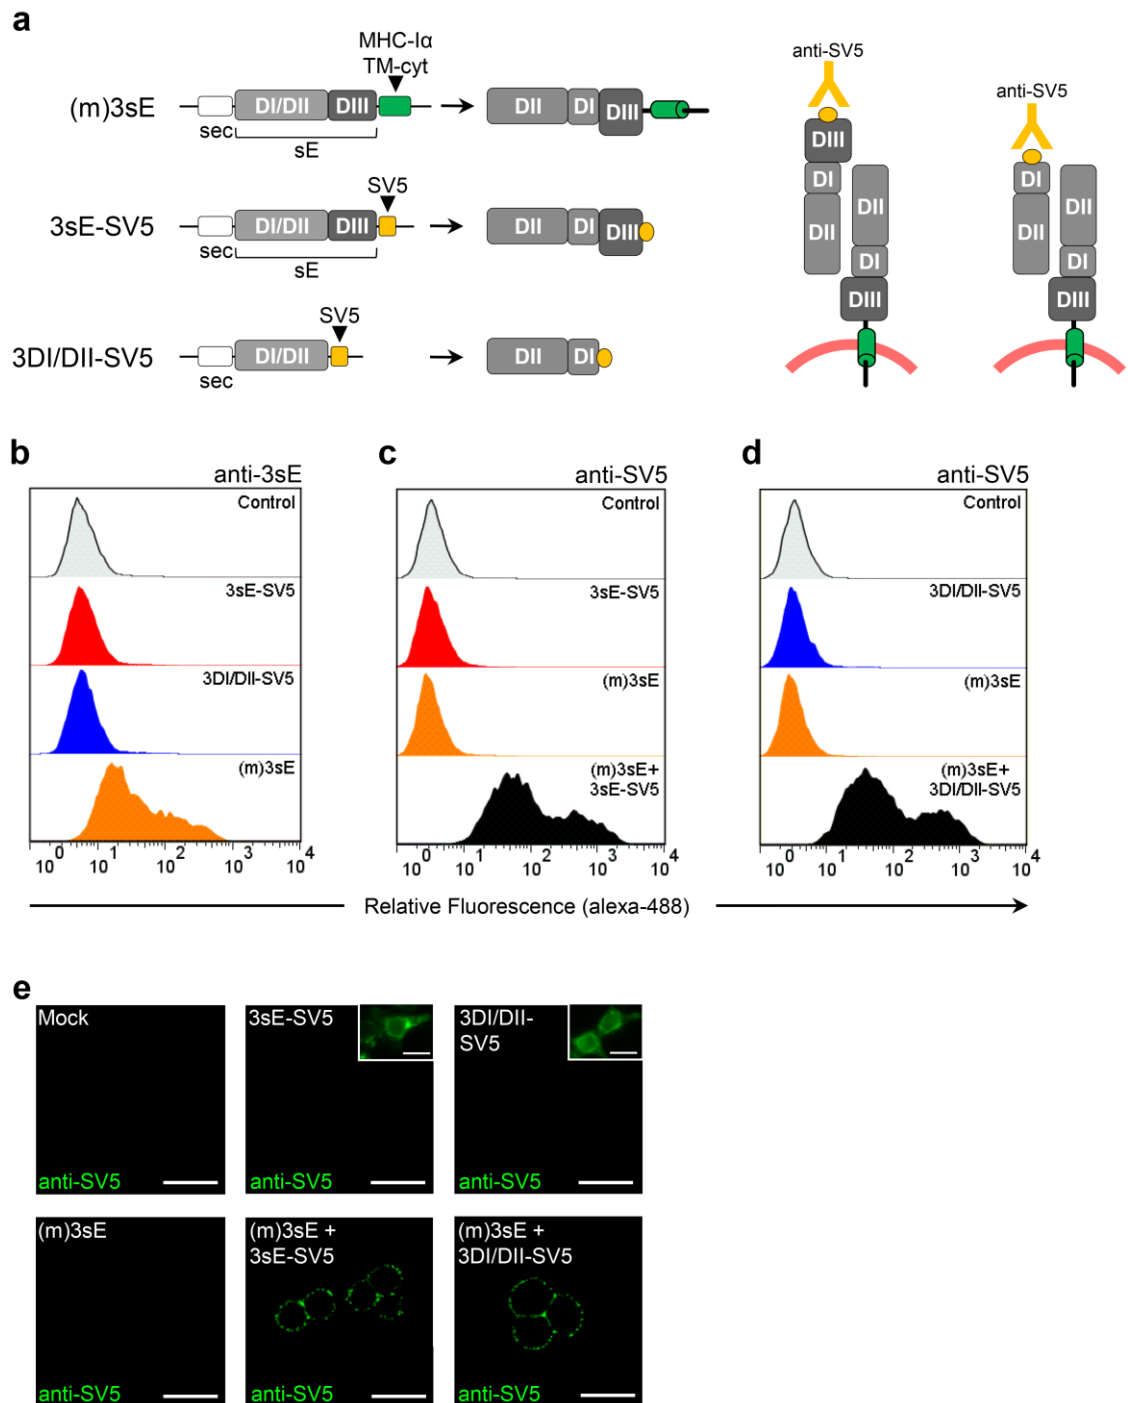 a
MHC-Iα
TM-cyt
(m)3sE
DI/DII
DIII
sec
sE
DII
DI
DIII
SV5
3sE-SV5
DI/DII
DIII
sec
sE
DII
DI
DIII
SV5
3DI/DII-SV5
DI/DII
sec
DII
DI
anti-SV5
DIII
DI
DII
DII
DI
DIII
anti-SV5
DI
DII
DII
DI
DIII
b
anti-3sE
Control
3sE-SV5
3DI/DII-SV5
(m)3sE
10^0 10^1 10^2 10^3 10^4
c
anti-SV5
Control
3sE-SV5
(m)3sE
(m)3sE+
3sE-SV5
10^0 10^1 10^2 10^3 10^4
d
anti-SV5
Control
3DI/DII-SV5
(m)3sE
(m)3sE+
3DI/DII-SV5
10^0 10^1 10^2 10^3 10^4
Relative Fluorescence (alexa-488)
e
Mock
anti-SV5
3sE-SV5
anti-SV5
3DI/DII-
SV5
anti-SV5
(m)3sE
anti-SV5
(m)3sE +
3sE-SV5
anti-SV5
(m)3sE +
3DI/DII-SV5
anti-SV5